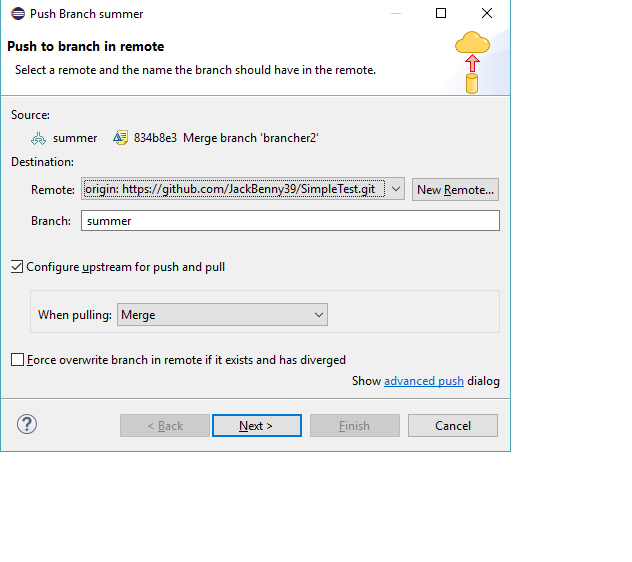 Push Branch summer
Push to branch in remote
Select a remote and the name the branch should have in the remote.
Source:
summer 834b8e3 Merge branch 'brancher2'
Destination:
Remote: origin: https://github.com/JackBenny39/SimpleTest.git New Remote...
Branch: summer
Configure upstream for push and pull
When pulling: Merge
Force overwrite branch in remote if it exists and has diverged
Show advanced push dialog
? < Back Next > Finish Cancel